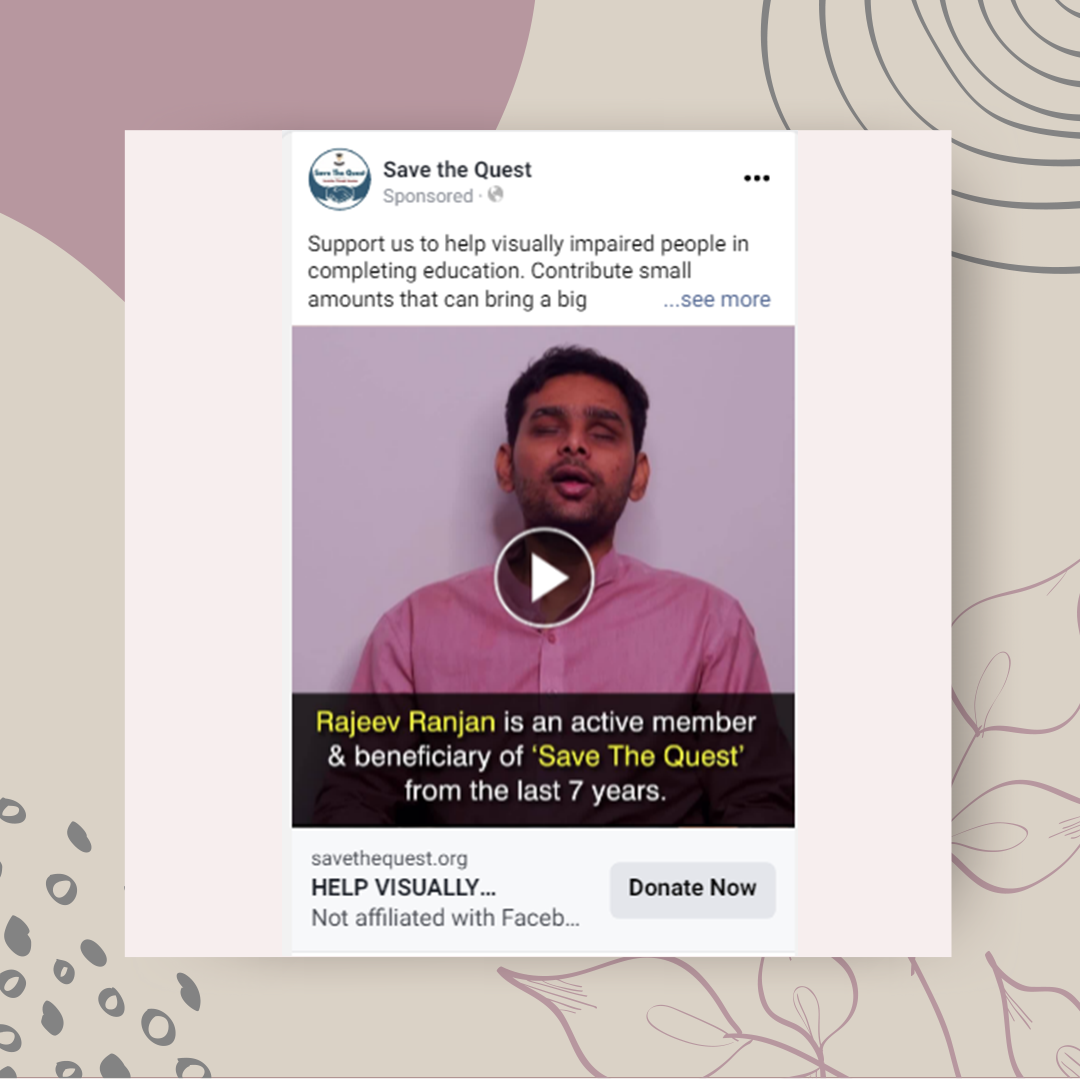 Save The Quest
Save the Quest
Sponsored ·
Support us to help visually impaired people in
completing education. Contribute small
amounts that can bring a big ...see more
Rajeev Ranjan is an active member
& beneficiary of ‘Save The Quest’
from the last 7 years.
savethequest.org
HELP VISUALLY...
Not affiliated with Faceb...
Donate Now